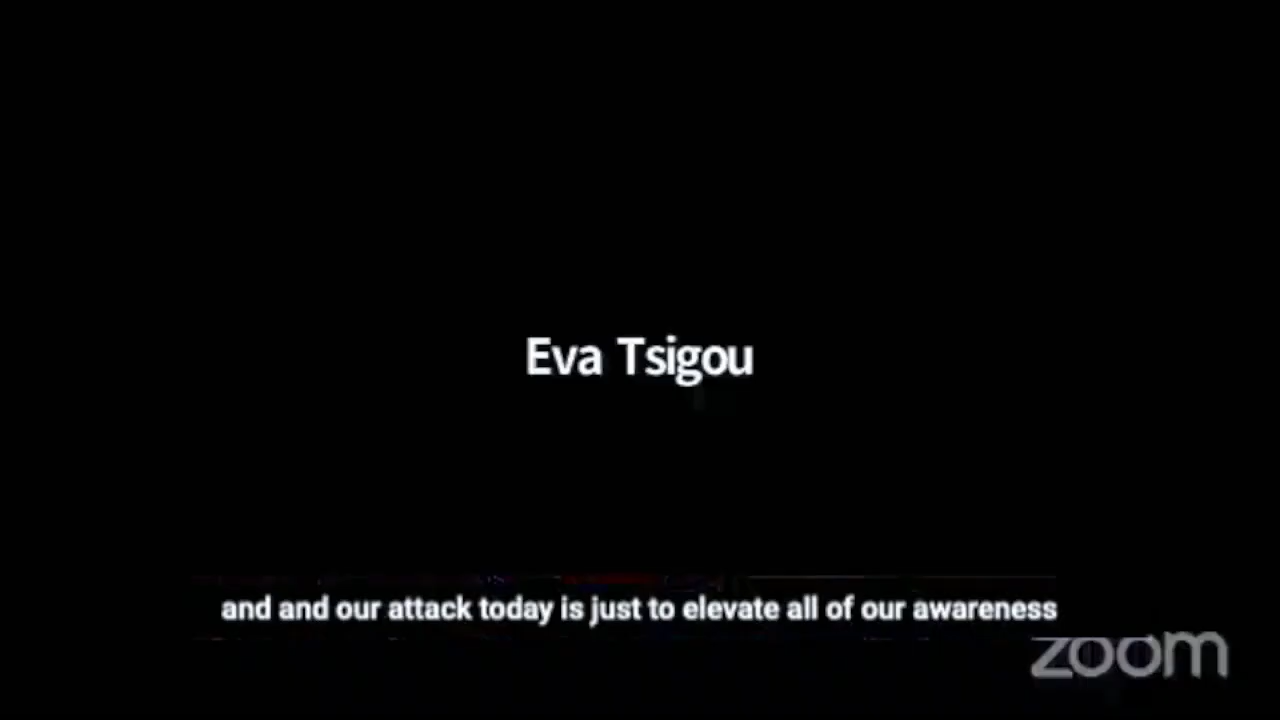 Eva Tsigou
and and our attack today is just to elevate all of our awareness
zoom